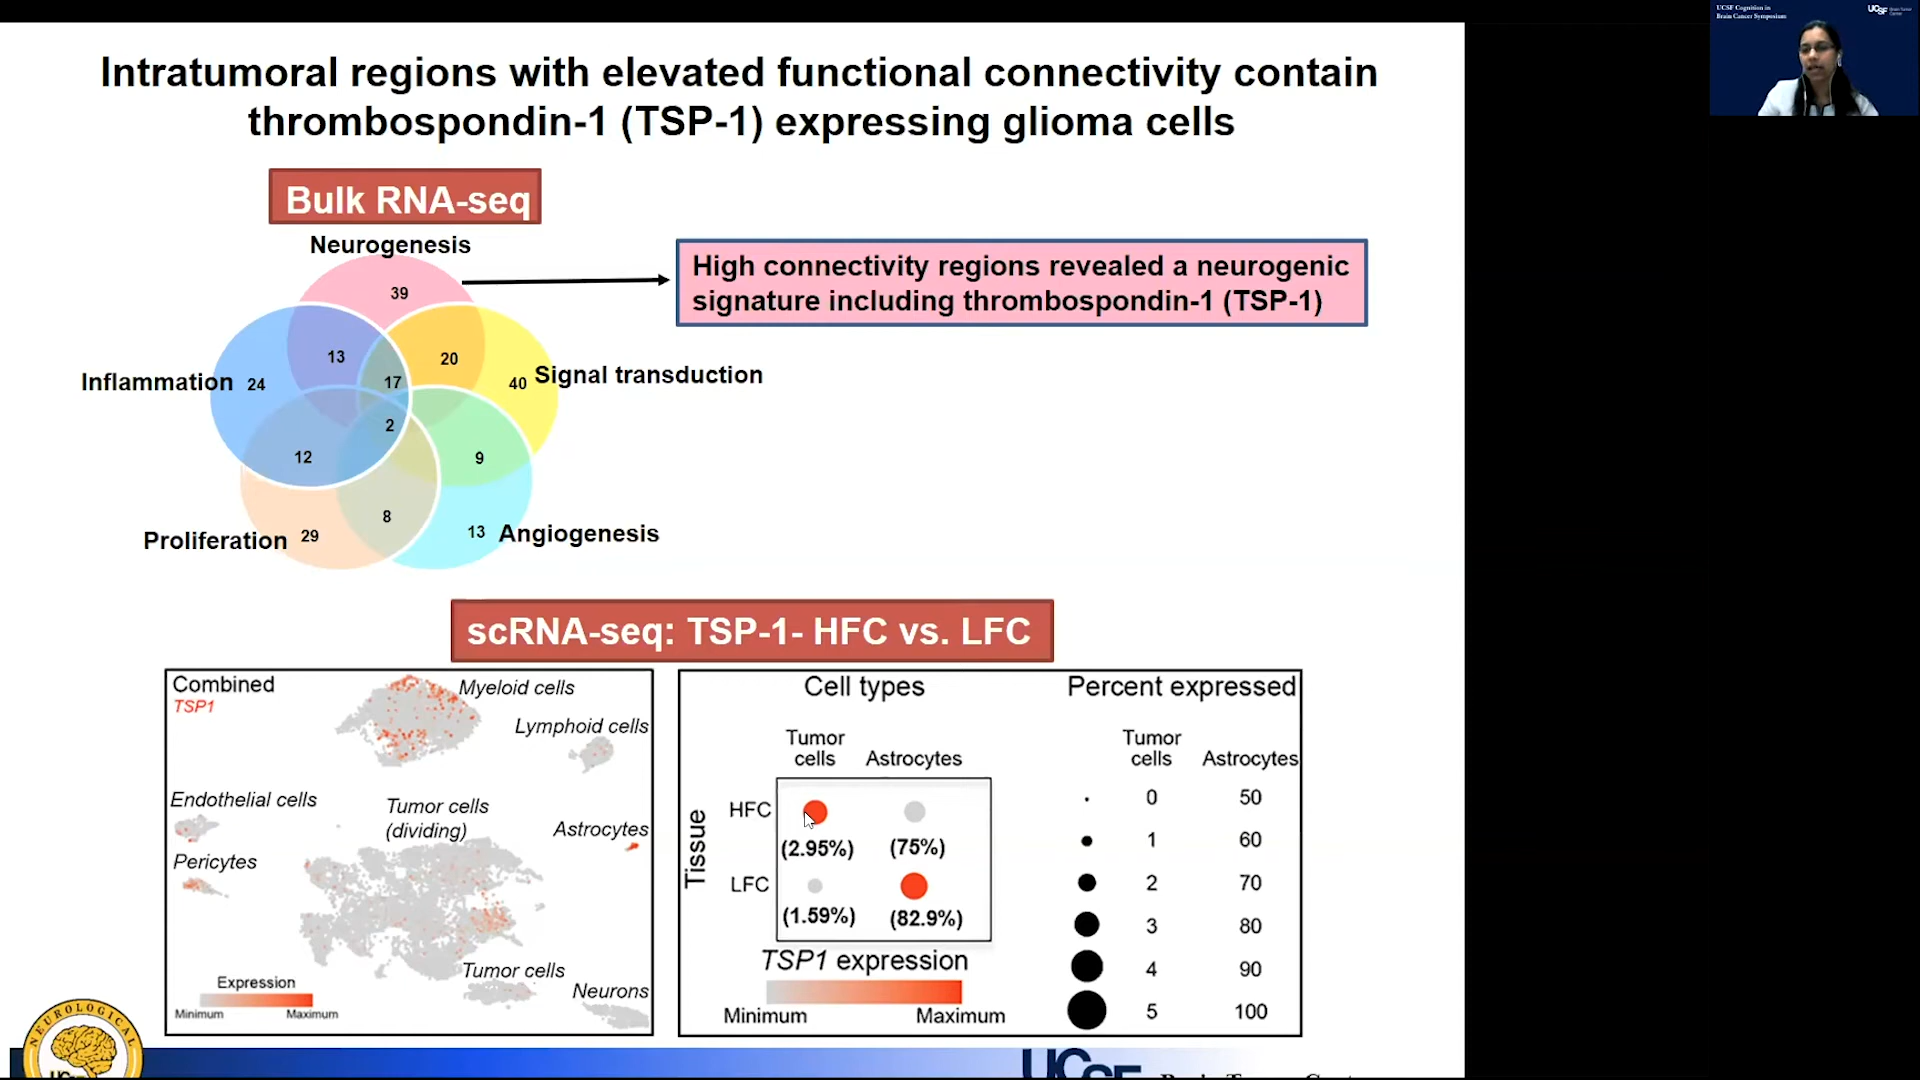 UCSF Cognition in
Brain Cancer Symposium
UCSF
Intratumoral regions with elevated functional connectivity contain
thrombospondin-1 (TSP-1) expressing glioma cells
Bulk RNA-seq
Neurogenesis
39
High connectivity regions revealed a neurogenic
signature including thrombospondin-1 (TSP-1)
13
20
Inflammation 24
17
40 Signal transduction
2
12
9
8
Proliferation 29
13 Angiogenesis
scRNA-seq: TSP-1- HFC vs. LFC
Combined
TSP1
Myeloid cells
Lymphoid cells
Endothelial cells
Tumor cells
(dividing)
Astrocytes
Pericytes
Tumor cells
Neurons
Expression
Minimum Maximum
Cell types
Tumor
cells
Astrocytes
Tissue
HFC
(2.95%) (75%)
LFC
(1.59%) (82.9%)
TSP1 expression
Minimum Maximum
Percent expressed
Tumor
cells
Astrocytes
0 50
1 60
2 70
3 80
4 90
5 100
NEUROLOGICAL
UCSF